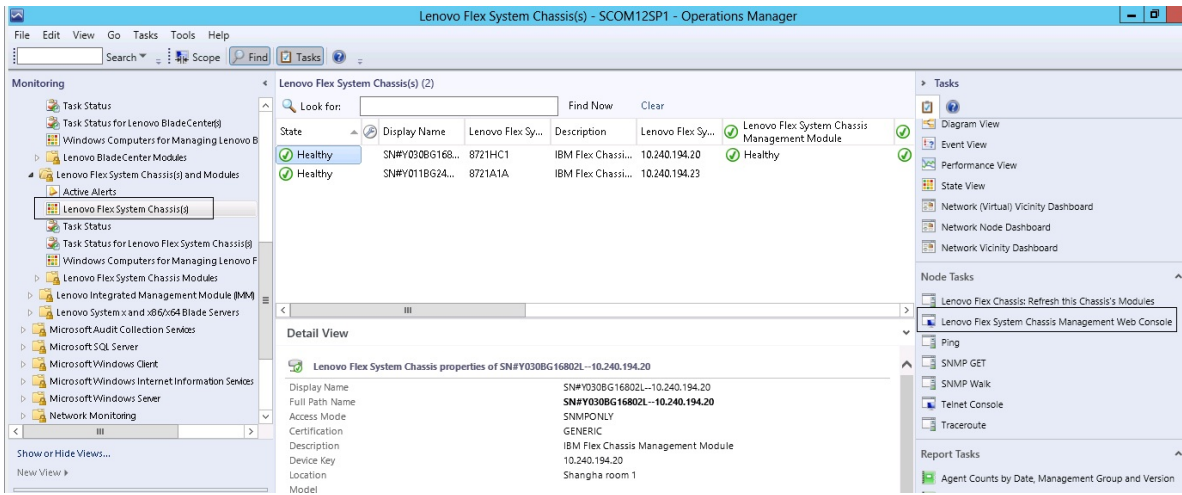 Lenovo Flex System Chassis(s) - SCOM12SP1 - Operations Manager
File Edit View Go Tasks Tools Help
Search Scope Find Tasks
Monitoring
Task Status
Task Status for Lenovo BladeCenter(s)
Windows Computers for Managing Lenovo B
Lenovo BladeCenter Modules
Lenovo Flex System Chassis(s) and Modules
Active Alerts
Lenovo Flex System Chassis(s)
Task Status
Task Status for Lenovo Flex System Chassis(s)
Windows Computers for Managing Lenovo F
Lenovo Flex System Chassis Modules
Lenovo Integrated Management Module (IMM)
Lenovo System x and x86/x64 Blade Servers
Microsoft Audit Collection Services
Microsoft SQL Server
Microsoft Windows Client
Microsoft Windows Internet Information Services
Microsoft Windows Server
Network Monitoring
Show or Hide Views...
New View
Lenovo Flex System Chassis(s) (2)
Look for: Find Now Clear
State Display Name Lenovo Flex Sy... Description Lenovo Flex Sy... Lenovo Flex System Chassis Management Module
Healthy SN#Y030BG168... 8721HC1 IBM Flex Chassi... 10.240.194.20 Healthy
Healthy SN#Y011BG24... 8721A1A IBM Flex Chassi... 10.240.194.23
Detail View
Lenovo Flex System Chassis properties of SN#Y030BG16802L--10.240.194.20
Display Name SN#Y030BG16802L--10.240.194.20
Full Path Name SN#Y030BG16802L--10.240.194.20
Access Mode SNMPONLY
Certification GENERIC
Description IBM Flex Chassis Management Module
Device Key 10.240.194.20
Location Shangha room 1
Model
Tasks
Diagram View
Event View
Performance View
State View
Network (Virtual) Vicinity Dashboard
Network Node Dashboard
Network Vicinity Dashboard
Node Tasks
Lenovo Flex Chassis: Refresh this Chassis's Modules
Lenovo Flex System Chassis Management Web Console
Ping
SNMP GET
SNMP Walk
Telnet Console
Traceroute
Report Tasks
Agent Counts by Date, Management Group and Version